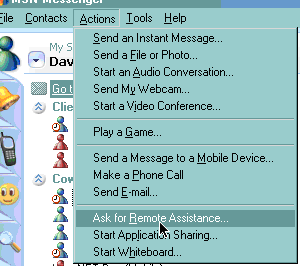 MSN Messenger
File Contacts Actions Tools Help
Send an Instant Message...
My S
Send a File or Photo...
Dav
Start an Audio Conversation...
Send My Webcam...
Go t
Start a Video Conference...
Clie
Play a Game...
Send a Message to a Mobile Device...
Make a Phone Call
Cow
Send E-mail...
Ask for Remote Assistance...
Start Application Sharing...
Start Whiteboard...